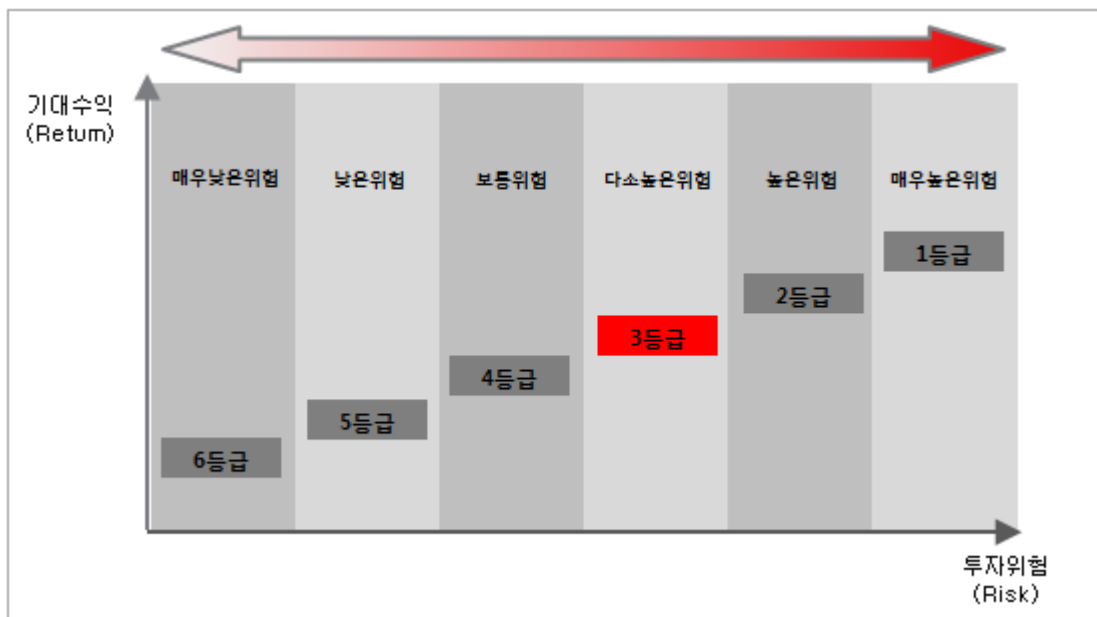 기대수익
(Retum)
매우낮은위험
낮은위험
보통위험
다소높은위험
높은위험
매우높은위험
1등급
2등급
3등급
4등급
5등급
6등급
투자위험
(Risk)